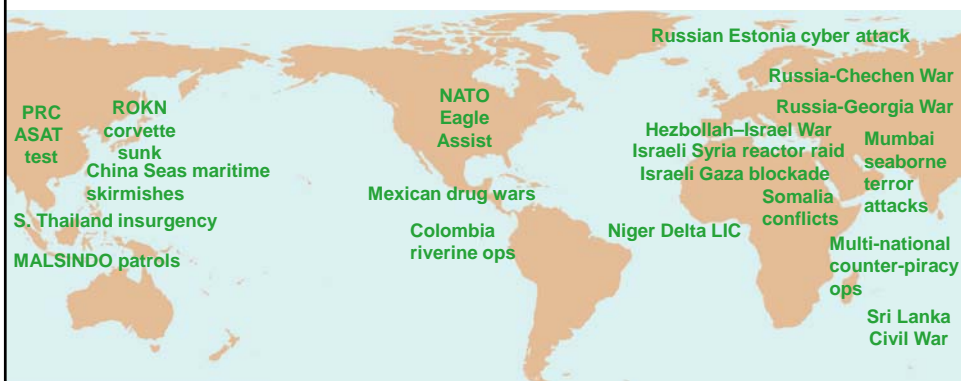 Russian Estonia cyber attack
Russia-Chechen War
PRC
ASAT
test
ROKN
corvette
sunk
NATO
Eagle
Assist
Russia-Georgia War
Hezbollah–Israel War
Israeli Syria reactor raid
Israeli Gaza blockade
Mumbai
seaborne
terror
attacks
China Seas maritime
skirmishes
Mexican drug wars
Somalia
conflicts
S. Thailand insurgency
Colombia
riverine ops
Niger Delta LIC
MALSINDO patrols
Multi-national
counter-piracy
ops
Sri Lanka
Civil War